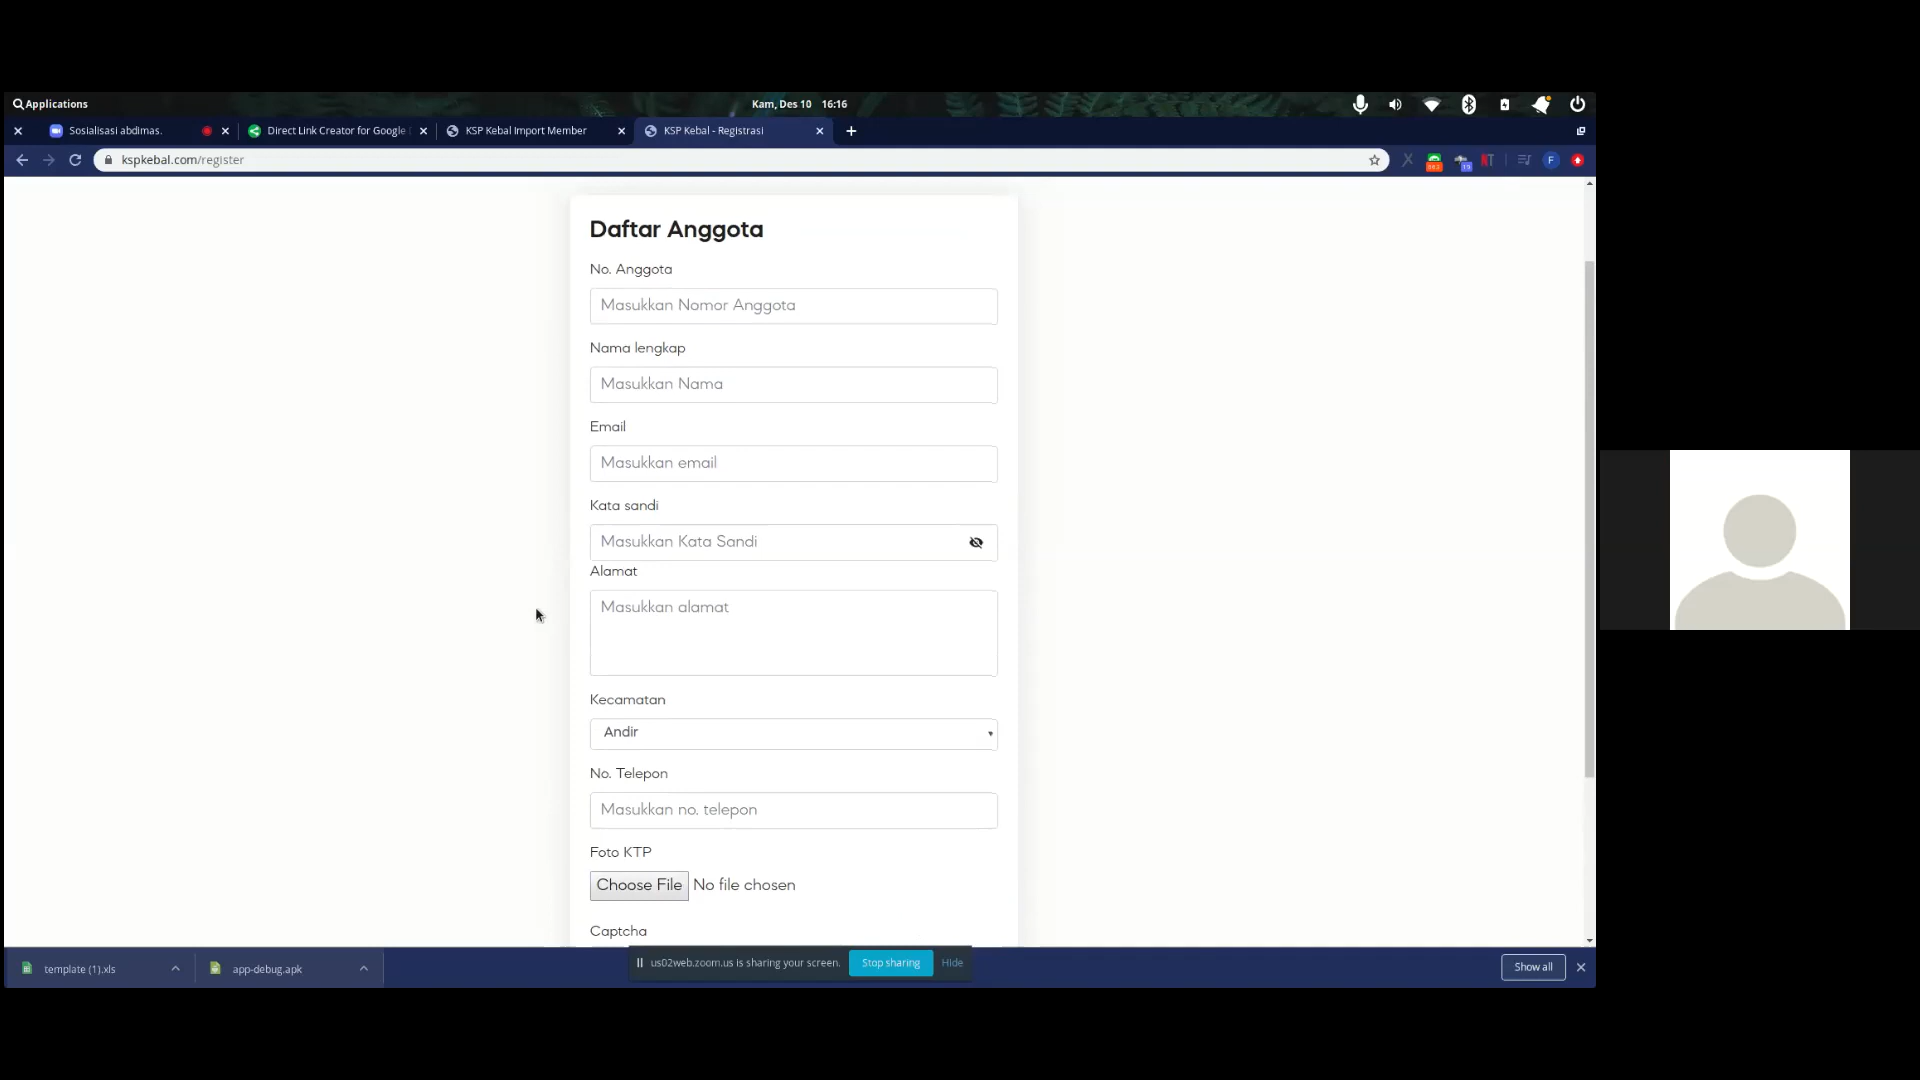 Applications
Kam, Des 10 16:16
Sosialisasi abdimas.
Direct Link Creator for Google
KSP Kebal Import Member
KSP Kebal - Registrasi
kspkebal.com/register
F
Daftar Anggota
No. Anggota
Masukkan Nomor Anggota
Nama lengkap
Masukkan Nama
Email
Masukkan email
Kata sandi
Masukkan Kata Sandi
Alamat
Masukkan alamat
Kecamatan
Andir
No. Telepon
Masukkan no. telepon
Foto KTP
Choose File No file chosen
Captcha
us02web.zoom.us is sharing your screen. Stop sharing Hide
template (1).xls
app-debug.apk
Show all